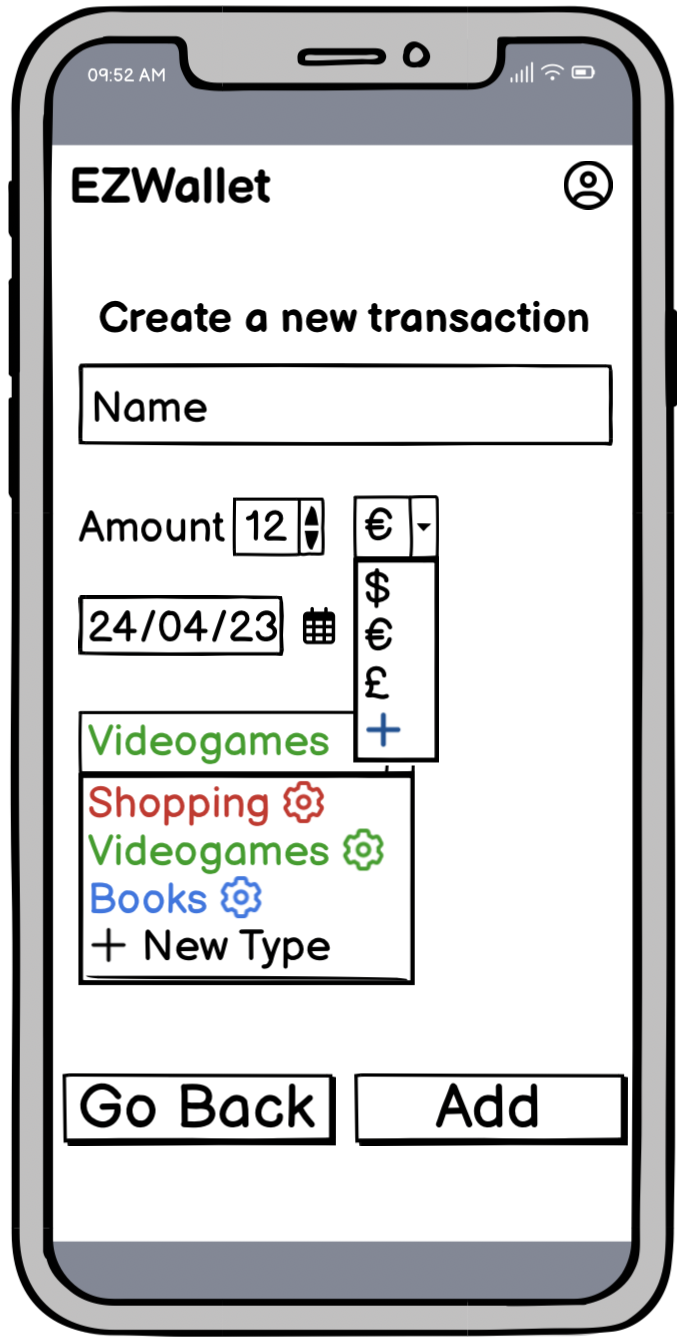 09:52 AM
EZWallet
Create a new transaction
Name
Amount 12 €
$
€
£
+
24/04/23
Videogames
Shopping
Videogames
Books
+ New Type
Go Back
Add